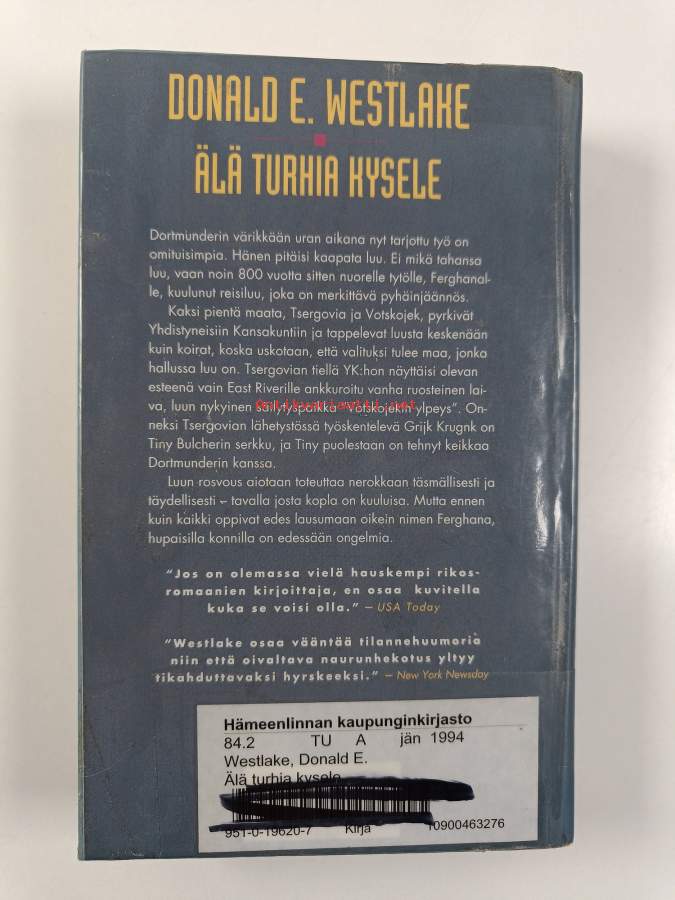 DONALD E. WESTLAKE
ÄLÄ TURHIA KYSELE
Dortmunderin värikkään uran aikana nyt tarjottu työ on
omituisimpia. Hänen pitäisi kaapata luu. Ei mikä tahansa
luu, vaan noin 800 vuotta sitten nuorelle tytölle, Ferghanal-
le, kuulunut reisiluu, joka on merkittävä pyhäinjäännös.
Kaksi pientä maata, Tsergovia ja Votskojek, pyrkivät
Yhdistyneisiin Kansakuntiin ja tappelevat luusta keskenään
kuin koirat, koska uskotaan, että valituksi tulee maa, jonka
hallussa luu on. Tsergovian tiellä YK:hon näyttäisi olevan
esteenä vain East Riverille ankkuroitu vanha ruosteinen lai-
va, luun nykyinen säilytyspaikka "Votskojekin ylpeys". On-
neksi Tsergovian lähetystössä työskentelevä Grijk Krugnk on
Tiny Bulcherin serkku, ja Tiny puolestaan on tehnyt keikkaa
Dortmunderin kanssa.
Luun rosvous aiotaan toteuttaa nerokkaan täsmällisesti ja
täydellisesti – tavalla josta kopla on kuuluisa. Mutta ennen
kuin kaikki oppivat edes lausumaan oikein nimen Ferghana,
hupaisilla konnilla on edessään ongelmia.
"Jos on olemassa vielä hauskempi rikos-
romaanien kirjoittaja, en osaa kuvitella
kuka se voisi olla." – USA Today
"Westlake osaa vääntää tilannehuumoria
niin että oivaltava naurunhekotus yltyy
tikahduttavaksi hyrskeeksi." – New York Newsday
Hämeenlinnan kaupunginkirjasto
84.2 TU A jän 1994
Westlake, Donald E.
Älä turhia kysele
951-0-19620-7 Kirja 10900463276
Antikvariaatti.net